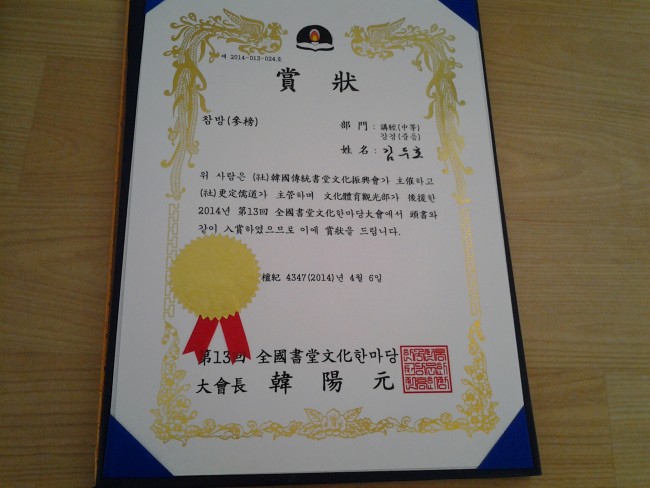 제 2014-013-024호
賞狀
참방(參榜)
部門 : 講經(中等)
강경(중등)
姓名 : 김두호
위 사람은 (社)韓國傳統書堂文化振興會가 主催하고
(社)更定儒道가 主管하며 文化體育觀光部가 後援한
2014년 第13回 全國書堂文化한마당大會에서 頭書와
같이 入賞하였으므로 이에 賞狀을 드립니다.
檀紀 4347(2014)년 4월 6일
第13回 全國書堂文化한마당
大會長 韓陽元